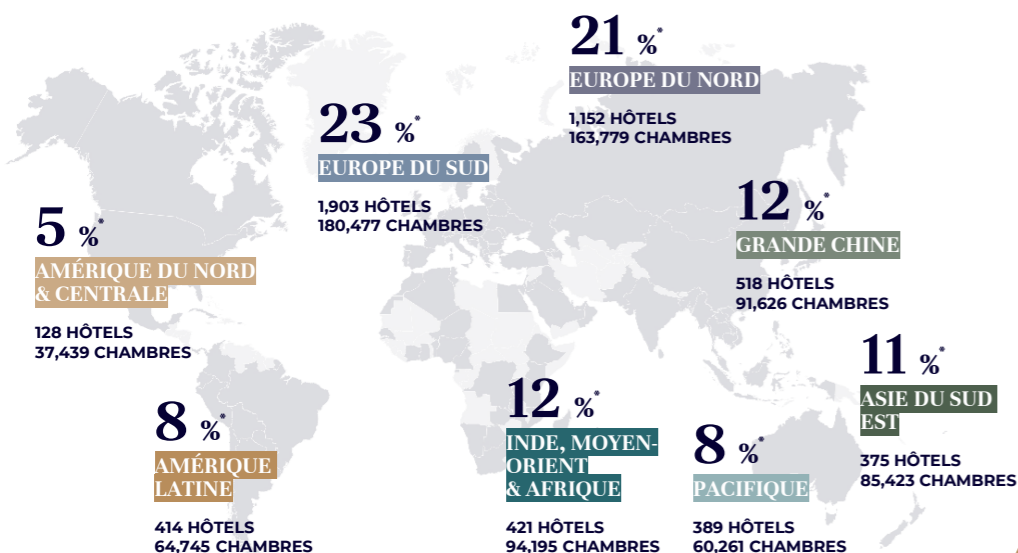 21 %*
EUROPE DU NORD
1,152 HÔTELS
163,779 CHAMBRES
23 %*
EUROPE DU SUD
1,903 HÔTELS
180,477 CHAMBRES
12 %*
GRANDE CHINE
518 HÔTELS
91,626 CHAMBRES
5 %*
AMÉRIQUE DU NORD
& CENTRALE
128 HÔTELS
37,439 CHAMBRES
11 %*
ASIE DU SUD
EST
375 HÔTELS
85,423 CHAMBRES
8 %*
AMÉRIQUE
LATINE
414 HÔTELS
64,745 CHAMBRES
12 %*
INDE, MOYEN-
ORIENT
& AFRIQUE
421 HÔTELS
94,195 CHAMBRES
8 %*
PACIFIQUE
389 HÔTELS
60,261 CHAMBRES